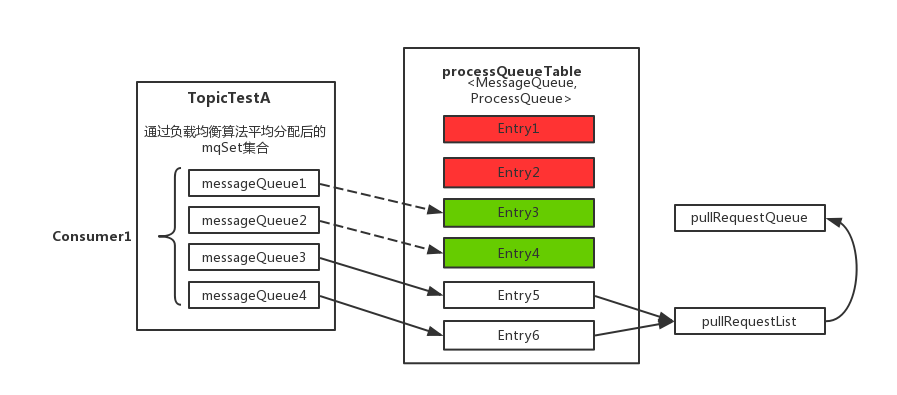 Consumer1
TopicTestA
通过负载均衡算法平均分配后的
mqSet集合
messageQueue1
messageQueue2
messageQueue3
messageQueue4
processQueueTable
<MessageQueue,
ProcessQueue>
Entry1
Entry2
Entry3
Entry4
Entry5
Entry6
pullRequestQueue
pullRequestList